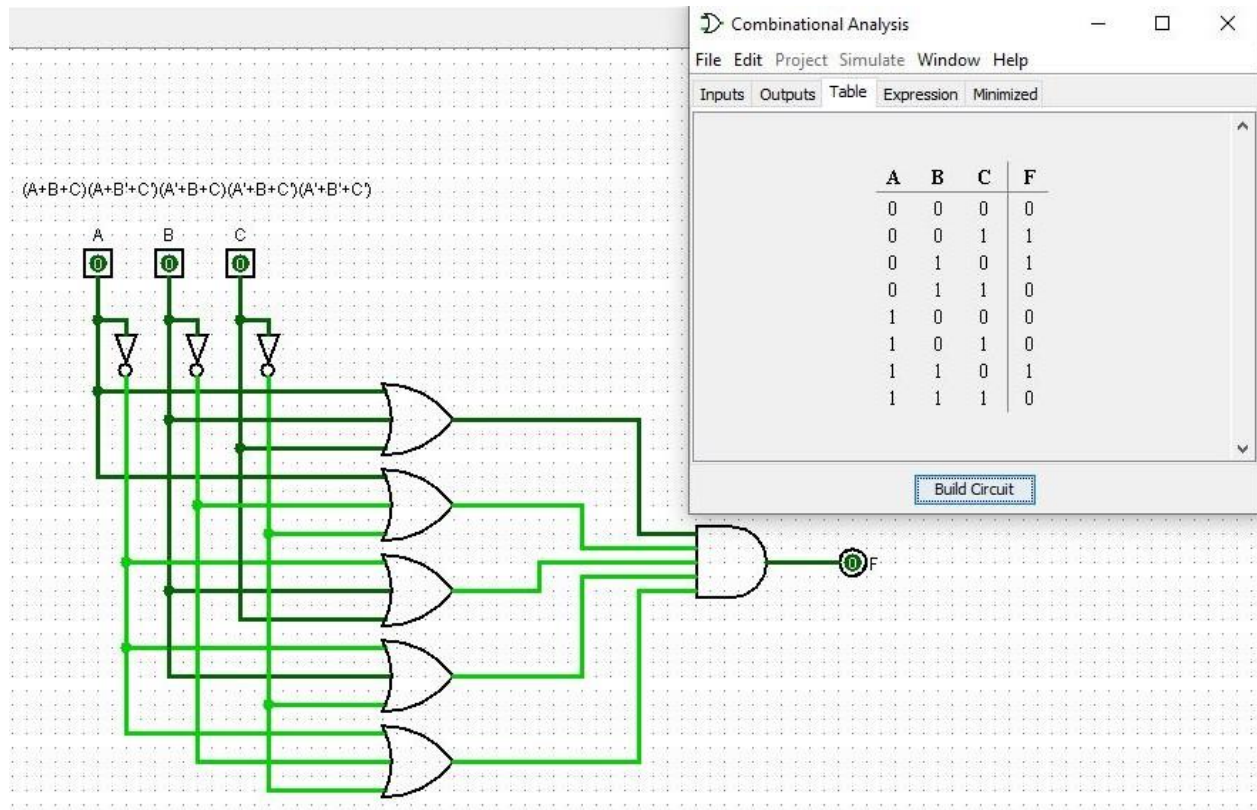 Combinational Analysis
File Edit Project Simulate Window Help
Inputs Outputs Table Expression Minimized
A B C F
0 0 0 0
0 0 1 1
0 1 0 1
0 1 1 0
1 0 0 0
1 0 1 0
1 1 0 1
1 1 1 0
Build Circuit
(A+B+C)(A+B'+C')(A'+B+C)(A'+B+C')(A'+B'+C')
A B C
0 0 0
0 F